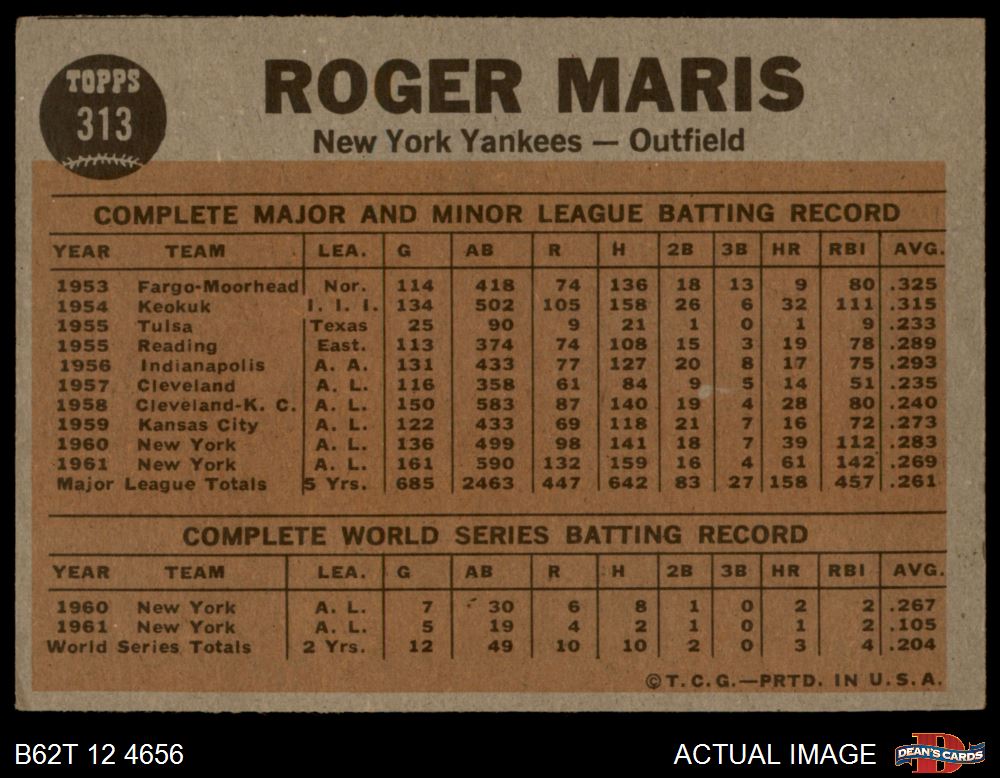 TOPPS
313
ROGER MARIS
New York Yankees — Outfield
COMPLETE MAJOR AND MINOR LEAGUE BATTING RECORD
YEAR TEAM LEA. G AB R H 2B 3B HR RBI AVG.
1953 Fargo-Moorhead Nor. 114 418 74 136 18 13 9 80 .325
1954 Keokuk I. I. I. 134 502 105 158 26 6 32 111 .315
1955 Tulsa Texas 25 90 9 21 1 0 1 9 .233
1955 Reading East. 113 374 74 108 15 3 19 78 .289
1956 Indianapolis A. A. 131 433 77 127 20 8 17 75 .293
1957 Cleveland A. L. 116 358 61 84 9 5 14 51 .235
1958 Cleveland-K. C. A. L. 150 583 87 140 19 4 28 80 .240
1959 Kansas City A. L. 122 433 69 118 21 7 16 72 .273
1960 New York A. L. 136 499 98 141 18 7 39 112 .283
1961 New York A. L. 161 590 132 159 16 4 61 142 .269
Major League Totals 5 Yrs. 685 2463 447 642 83 27 158 457 .261
COMPLETE WORLD SERIES BATTING RECORD
YEAR TEAM LEA. G AB R H 2B 3B HR RBI AVG.
1960 New York A. L. 7 30 6 8 1 0 2 2 .267
1961 New York A. L. 5 19 4 2 1 0 1 2 .105
World Series Totals 2 Yrs. 12 49 10 10 2 0 3 4 .204
©T.C.G.—PRTD. IN U.S.A.
B62T 12 4656
ACTUAL IMAGE
DEAN'S CARDS